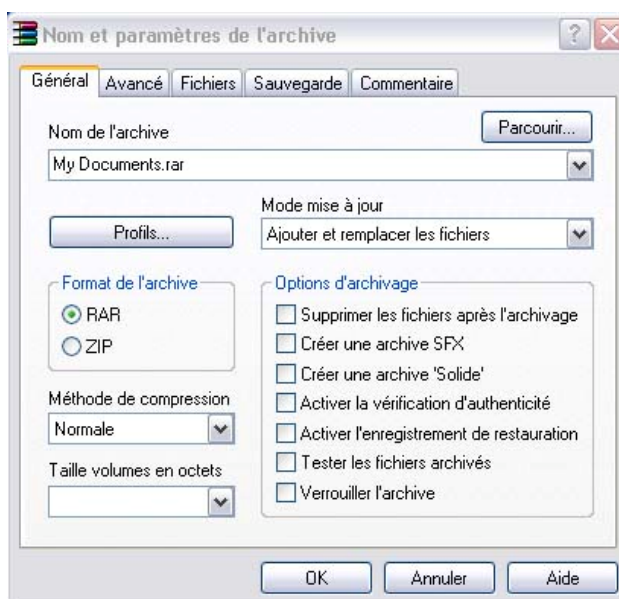 Nom et paramètres de l'archive
Général Avancé Fichiers Sauvegarde Commentaire
Nom de l'archive
Parcourir...
My Documents.rar
Mode mise à jour
Profils...
Ajouter et remplacer les fichiers
Format de l'archive
RAR
ZIP
Méthode de compression
Normale
Taille volumes en octets
Options d'archivage
Supprimer les fichiers après l'archivage
Créer une archive SFX
Créer une archive 'Solide'
Activer la vérification d'authenticité
Activer l'enregistrement de restauration
Tester les fichiers archivés
Verrouiller l'archive
OK Annuler Aide